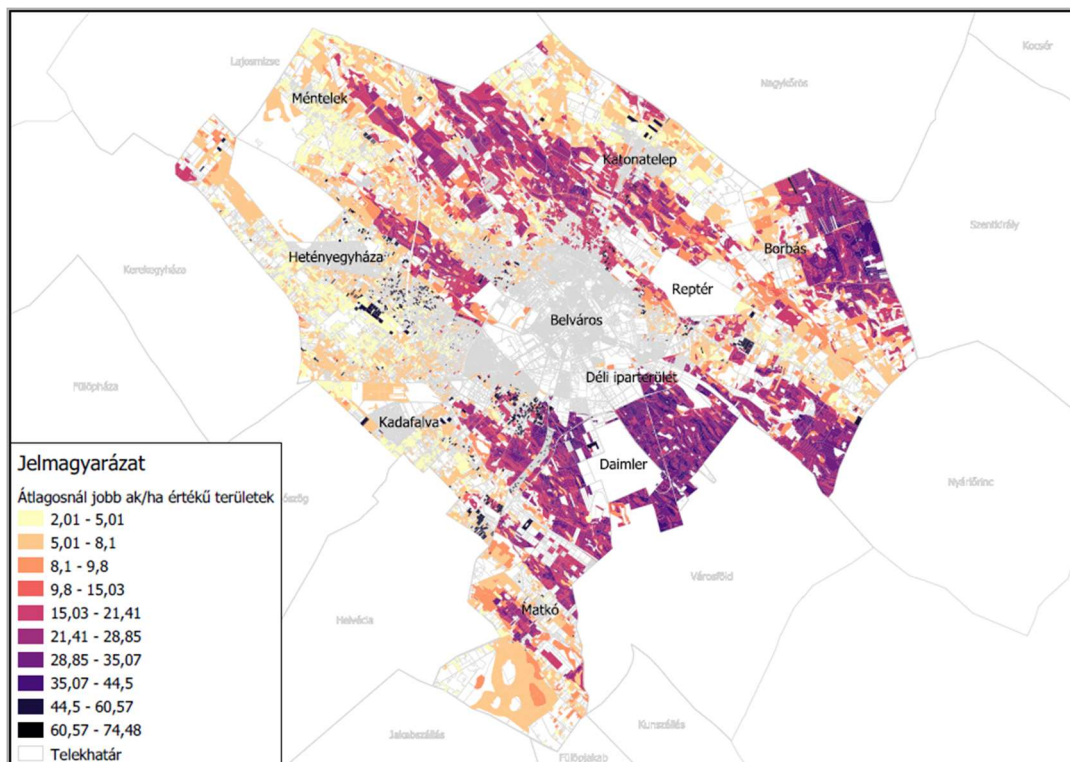 Kocsér
Lajosmizse
Nagykőrös
Méntelek
Katonatelep
Szentkirály
Borbás
Hetényegyháza
Kerekegyháza
Reptér
Belváros
Déli iparterület
Fülöpháza
Kadafalva
Daimler
Nyárlőrinc
Városföld
Matkó
Helvécia
Kunszállás
Jakabszállás
Fülöpjakab
Jelmagyarázat
Átlagosnál jobb ak/ha értékű területek
2,01 - 5,01
5,01 - 8,1
8,1 - 9,8
9,8 - 15,03
15,03 - 21,41
21,41 - 28,85
28,85 - 35,07
35,07 - 44,5
44,5 - 60,57
60,57 - 74,48
Telekhatár